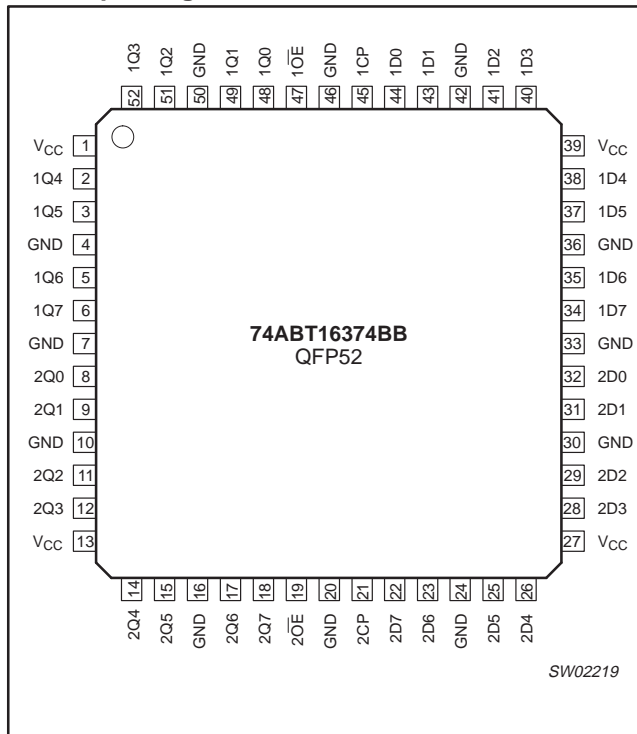 1Q3 1Q2 GND 1Q1 1Q0 1O̅E̅ GND 1CP 1D0 1D1 GND 1D2 1D3
52 51 50 49 48 47 46 45 44 43 42 41 40
VCC 1 39 VCC
1Q4 2 38 1D4
1Q5 3 37 1D5
GND 4 36 GND
1Q6 5 35 1D6
1Q7 6 34 1D7
GND 7 33 GND
74ABT16374BB
QFP52
2Q0 8 32 2D0
2Q1 9 31 2D1
GND 10 30 GND
2Q2 11 29 2D2
2Q3 12 28 2D3
VCC 13 27 VCC
14 15 16 17 18 19 20 21 22 23 24 25 26
2Q4 2Q5 GND 2Q6 2Q7 2O̅E̅ GND 2CP 2D7 2D6 GND 2D5 2D4
SW02219